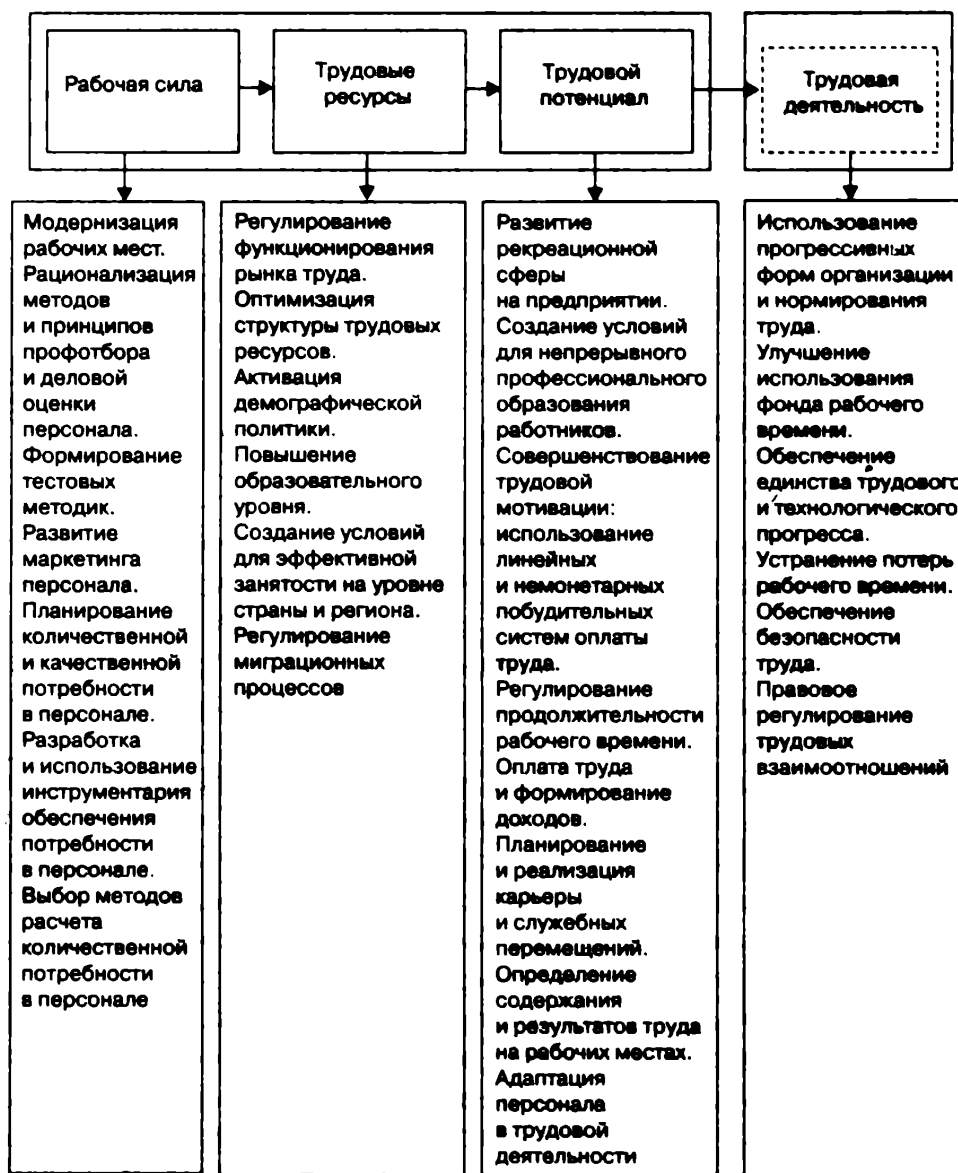 Рабочая сила
Трудовые
ресурсы
Трудовой
потенциал
Трудовая
деятельность
Модернизация
рабочих мест.
Рационализация
методов
и принципов
профотбора
и деловой
оценки
персонала.
Формирование
тестовых
методик.
Развитие
маркетинга
персонала.
Планирование
количественной
и качественной
потребности
в персонале.
Разработка
и использование
инструментария
обеспечения
потребности
в персонале.
Выбор методов
расчета
количественной
потребности
в персонале
Регулирование
функционирования
рынка труда.
Оптимизация
структуры трудовых
ресурсов.
Активация
демографической
политики.
Повышение
образовательного
уровня.
Создание условий
для эффективной
занятости на уровне
страны и региона.
Регулирование
миграционных
процессов
Развитие
рекреационной
сферы
на предприятии.
Создание условий
для непрерывного
профессионального
образования
работников.
Совершенствование
трудовой
мотивации:
использование
линейных
и немонетарных
побудительных
систем оплаты
труда.
Регулирование
продолжительности
рабочего времени.
Оплата труда
и формирование
доходов.
Планирование
и реализация
карьеры
и служебных
перемещений.
Определение
содержания
и результатов труда
на рабочих местах.
Адаптация
персонала
в трудовой
деятельности
Использование
прогрессивных
форм организации
и нормирования
труда.
Улучшение
использования
фонда рабочего
времени.
Обеспечение
единства трудового
и технологического
прогресса.
Устранение потерь
рабочего времени.
Обеспечение
безопасности
труда.
Правовое
регулирование
трудовых
взаимоотношений